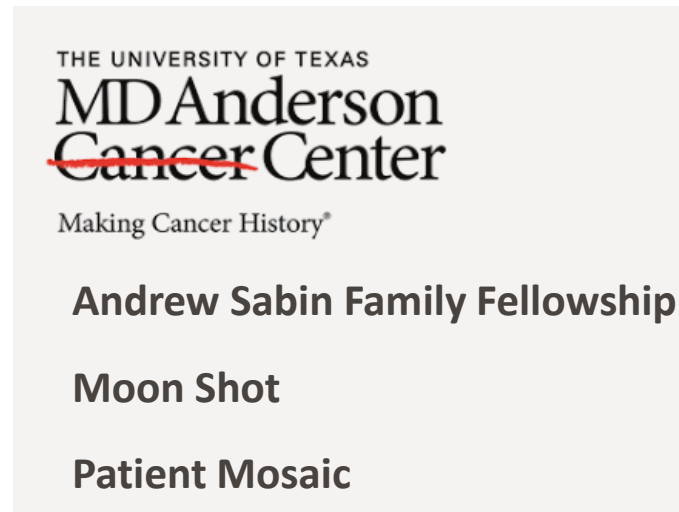 THE UNIVERSITY OF TEXAS
MD Anderson
Cancer Center
Making Cancer History®
Andrew Sabin Family Fellowship
Moon Shot
Patient Mosaic